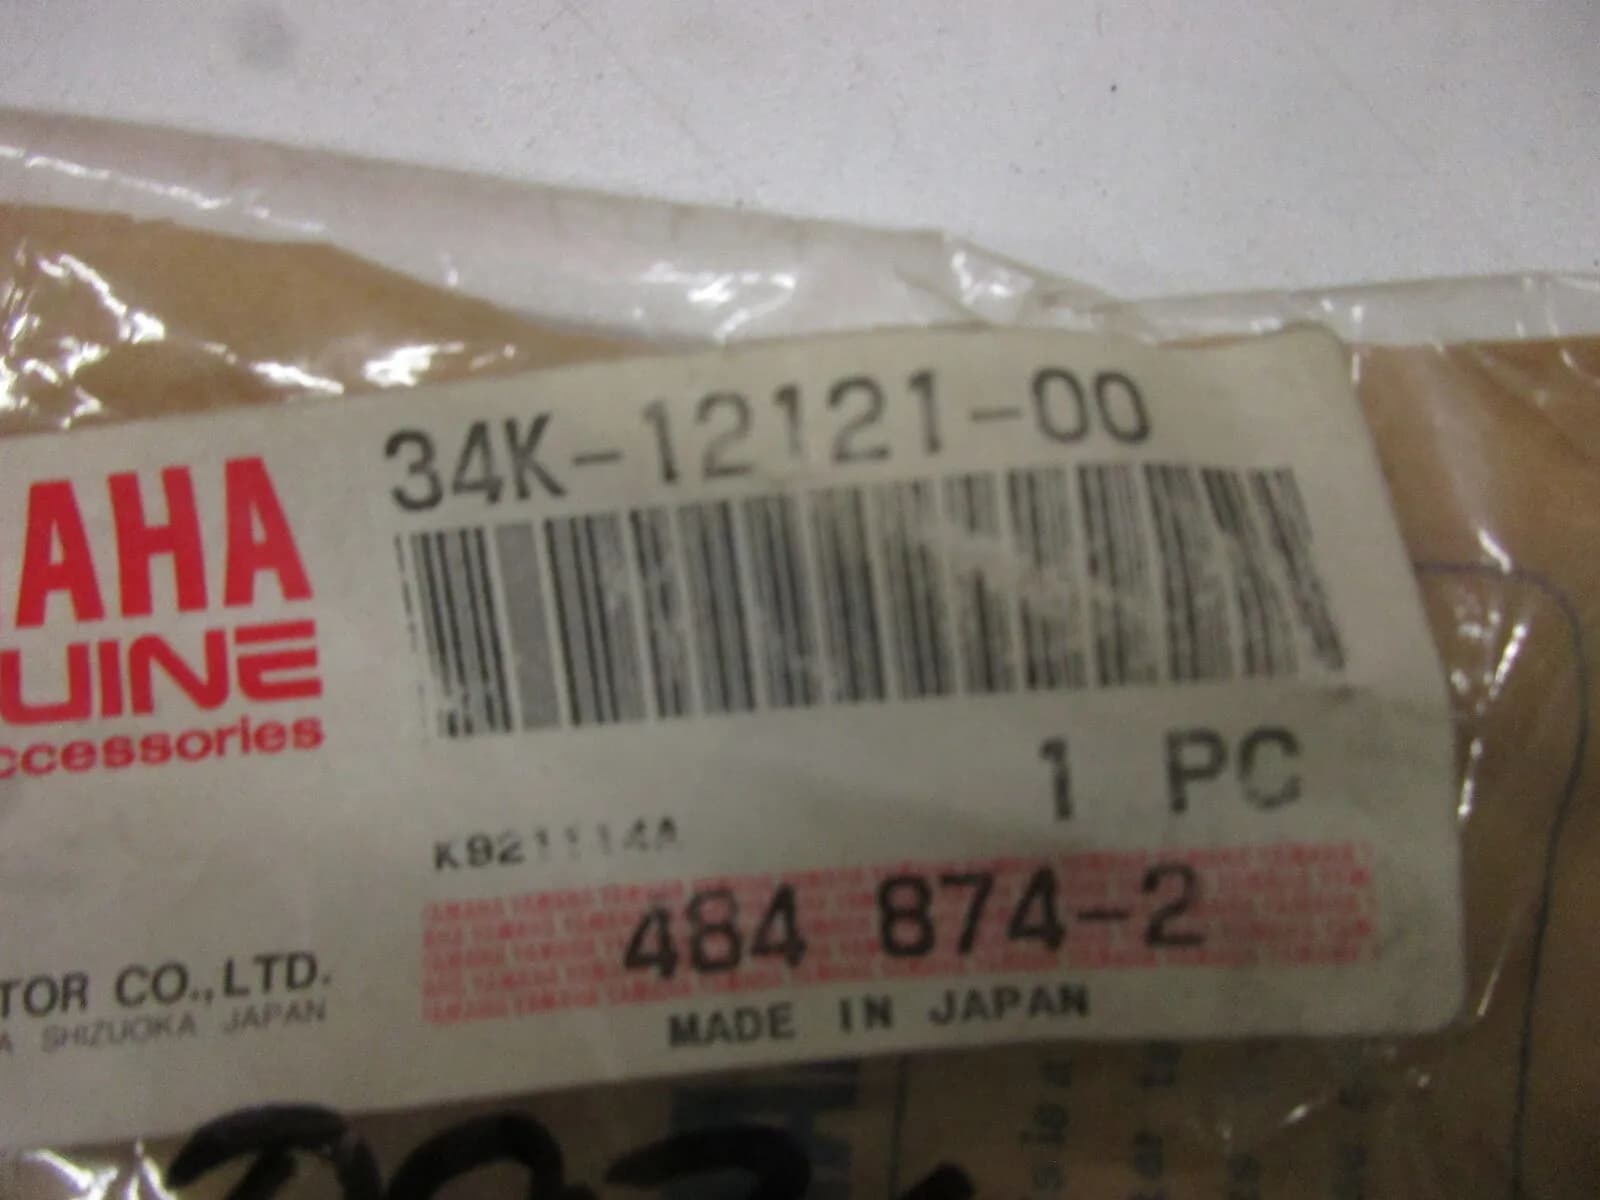 34K-12121-00
AHA
UINE
ccessories
1 PC
K921114A
484 874-2
TOR CO.,LTD.
A SHIZUOKA JAPAN
MADE IN JAPAN